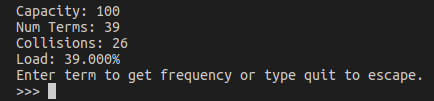 Capacity: 100
Num Terms: 39
Collisions: 26
Load: 39.000%
Enter term to get frequency or type quit to escape.
>>>